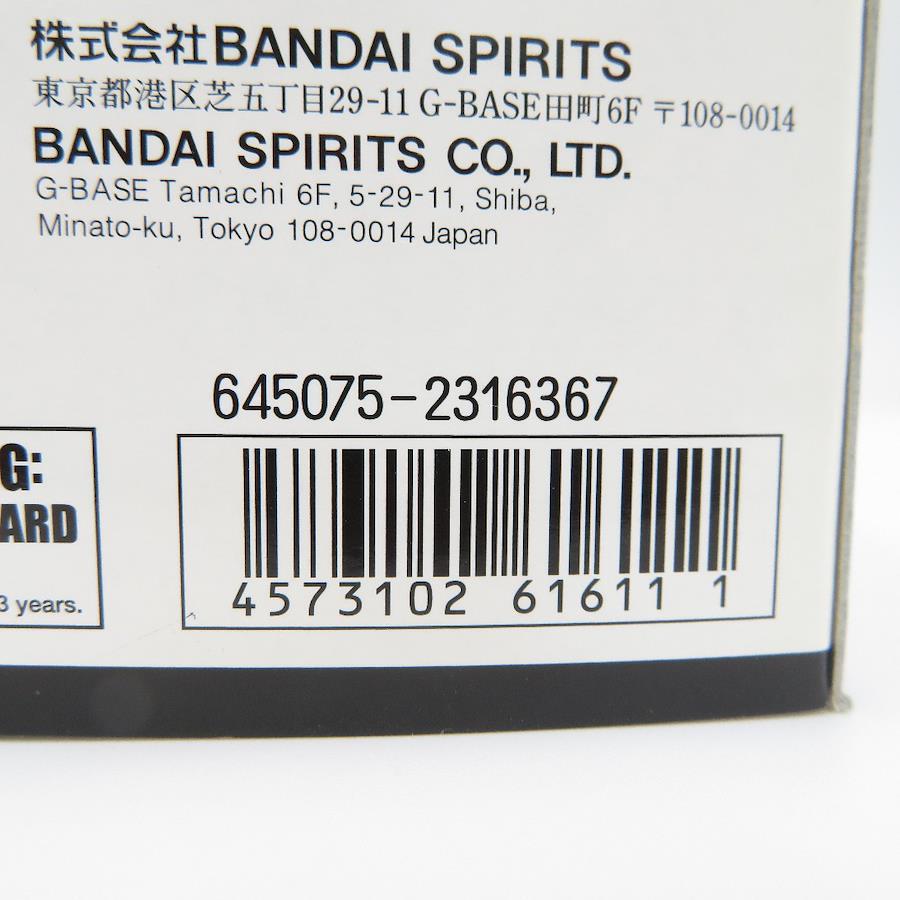 株式会社BANDAI SPIRITS
東京都港区芝五丁目29-11 G-BASE田町6F 〒108-0014
BANDAI SPIRITS CO., LTD.
G-BASE Tamachi 6F, 5-29-11, Shiba,
Minato-ku, Tokyo 108-0014 Japan
645075-2316367
G:
ARD
3 years.
4573102 61611 1